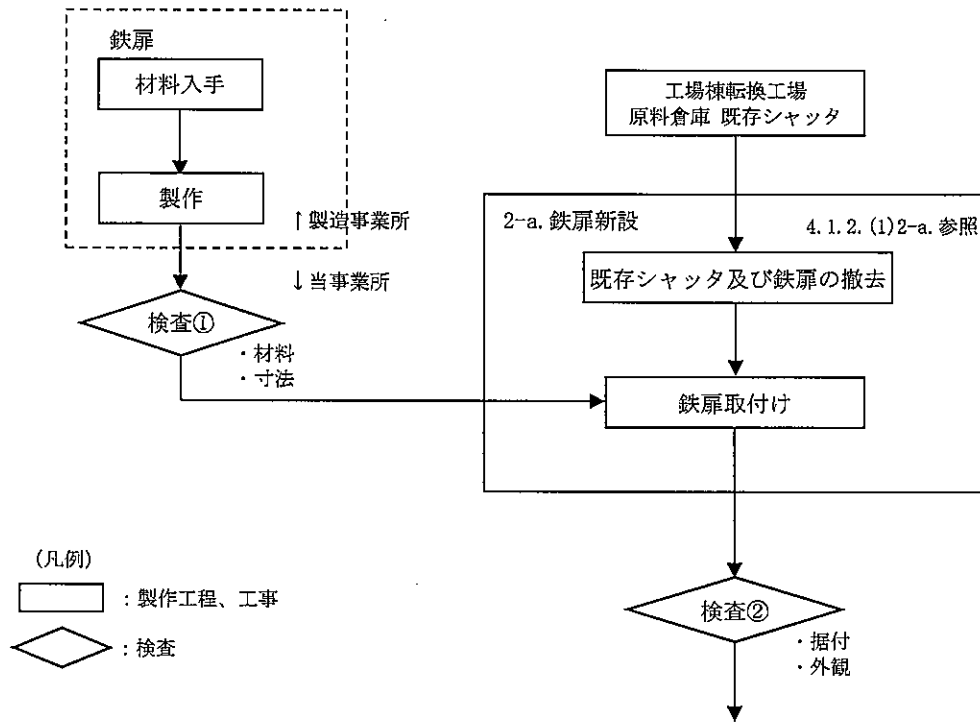 鉄扉
材料入手
製作
↑製造事業所
↓当事業所
検査①
・材料
・寸法
工場棟転換工場
原料倉庫 既存シャッタ
2-a. 鉄扉新設
4.1.2.(1)2-a.参照
既存シャッタ及び鉄扉の撤去
鉄扉取付け
検査②
・据付
・外観
(凡例)
：製作工程、工事
：検査